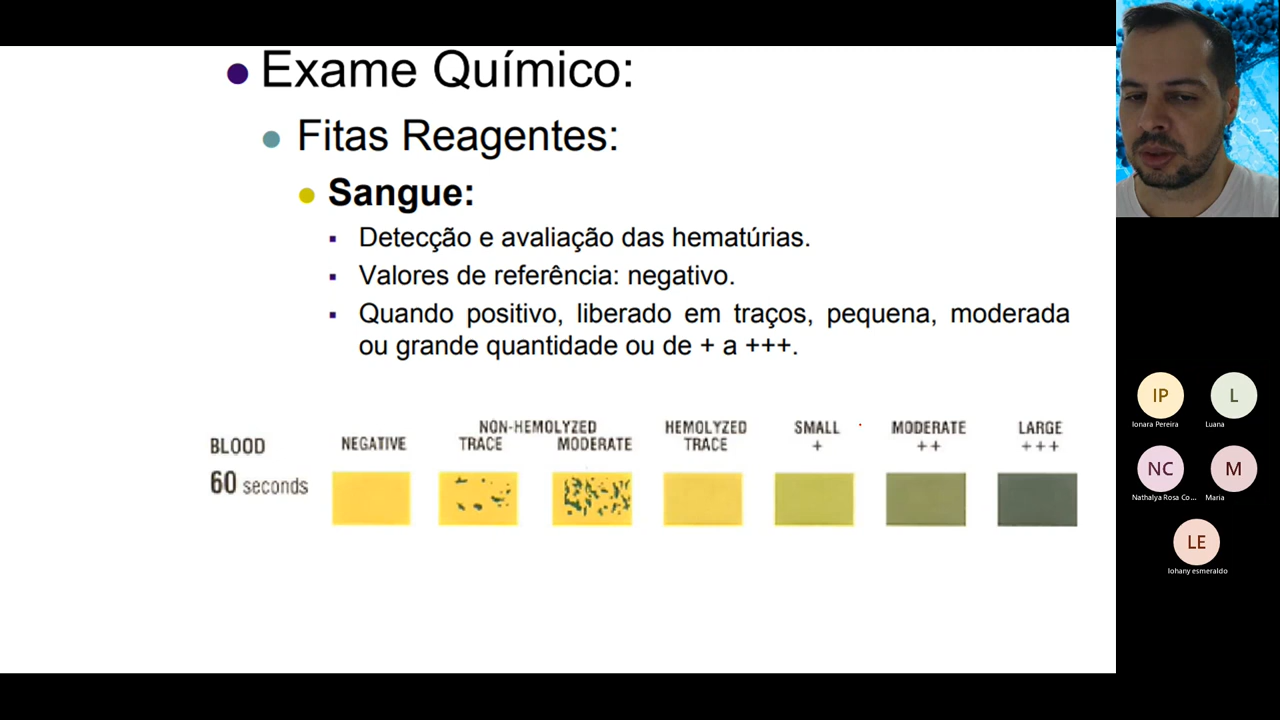 Exame Químico:
Fitas Reagentes:
Sangue:
Detecção e avaliação das hematúrias.
Valores de referência: negativo.
Quando positivo, liberado em traços, pequena, moderada
ou grande quantidade ou de + a +++.
BLOOD
60 seconds
NEGATIVE
NON-HEMOLYZED
TRACE MODERATE
HEMOLYZED
TRACE
SMALL
+
MODERATE
++
LARGE
+++
IP
Ionara Pereira
L
Luana
NC
Nathalya Rosa Co...
M
Maria
LE
lohany esmeraldo